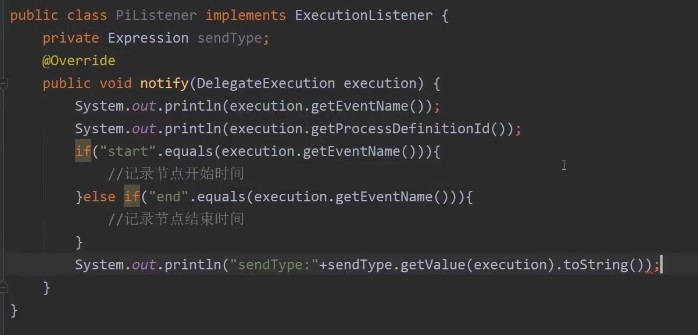 public class PiListener implements ExecutionListener {
    private Expression sendType;
    @Override
    public void notify(DelegateExecution execution) {
        System.out.println(execution.getEventName());
        System.out.println(execution.getProcessDefinitionId());
        if("start".equals(execution.getEventName())){
            //记录节点开始时间
        }else if("end".equals(execution.getEventName())){
            //记录节点结束时间
        }
        System.out.println("sendType:"+sendType.getValue(execution).toString());;
    }
}